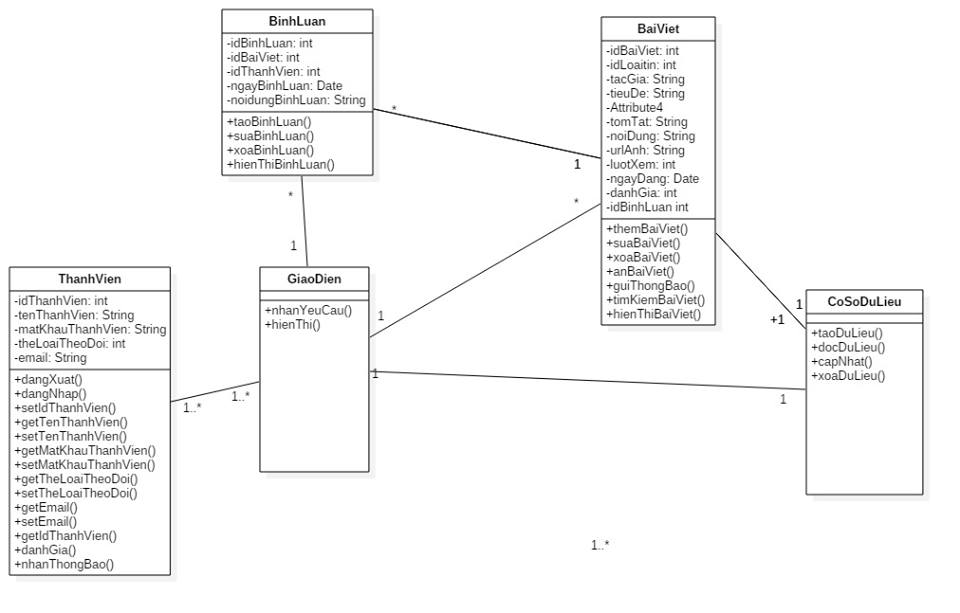 BinhLuan
-idBinhLuan: int
-idBaiViet: int
-idThanhVien: int
-ngayBinhLuan: Date
-noidungBinhLuan: String
+taoBinhLuan()
+suaBinhLuan()
+xoaBinhLuan()
+hienThiBinhLuan()
BaiViet
-idBaiViet: int
-idLoaitin: int
-tacGia: String
-tieuDe: String
-Attribute4
-tomTat: String
-noiDung: String
-urlAnh: String
-luotXem: int
-ngayDang: Date
-danhGia: int
-idBinhLuan int
+themBaiViet()
+suaBaiViet()
+xoaBaiViet()
+anBaiViet()
+guiThongBao()
+timKiemBaiViet()
+hienThiBaiViet()
*
1
*
*
1
1
ThanhVien
-idThanhVien: int
-tenThanhVien: String
-matKhauThanhVien: String
-theLoaiTheoDoi: int
-email: String
+dangXuat()
+dangNhap()
+setIdThanhVien()
+getTenThanhVien()
+setTenThanhVien()
+getMatKhauThanhVien()
+setMatKhauThanhVien()
+getTheLoaiTheoDoi()
+setTheLoaiTheoDoi()
+getEmail()
+setEmail()
+getIdThanhVien()
+danhGia()
+nhanThongBao()
GiaoDien
+nhanYeuCau()
+hienThi()
1..*
1..*
1
1
1
+1
CoSoDuLieu
+taoDuLieu()
+docDuLieu()
+capNhat()
+xoaDuLieu()
1..*